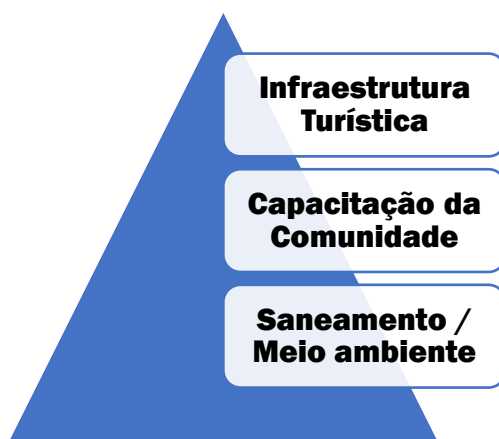 Infraestrutura
Turística
Capacitação da
Comunidade
Saneamento /
Meio ambiente